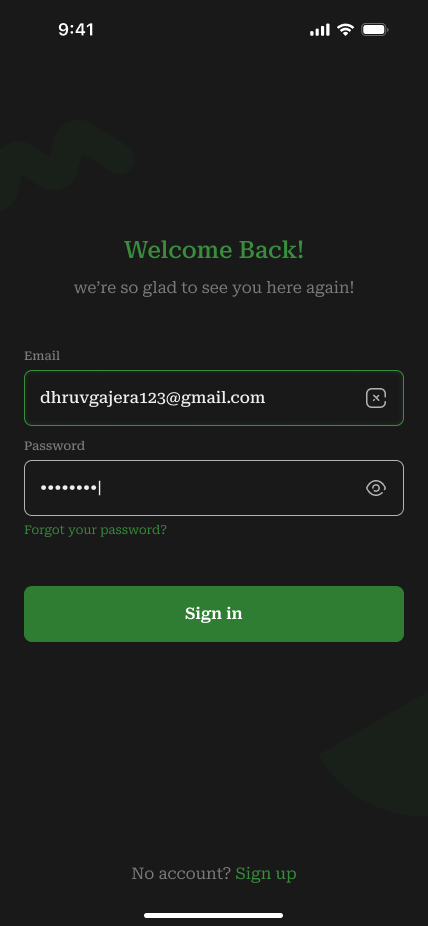 9:41
Welcome Back!
we're so glad to see you here again!
Email
dhruvgajera123@gmail.com
Password
••••••••
Forgot your password?
Sign in
No account? Sign up